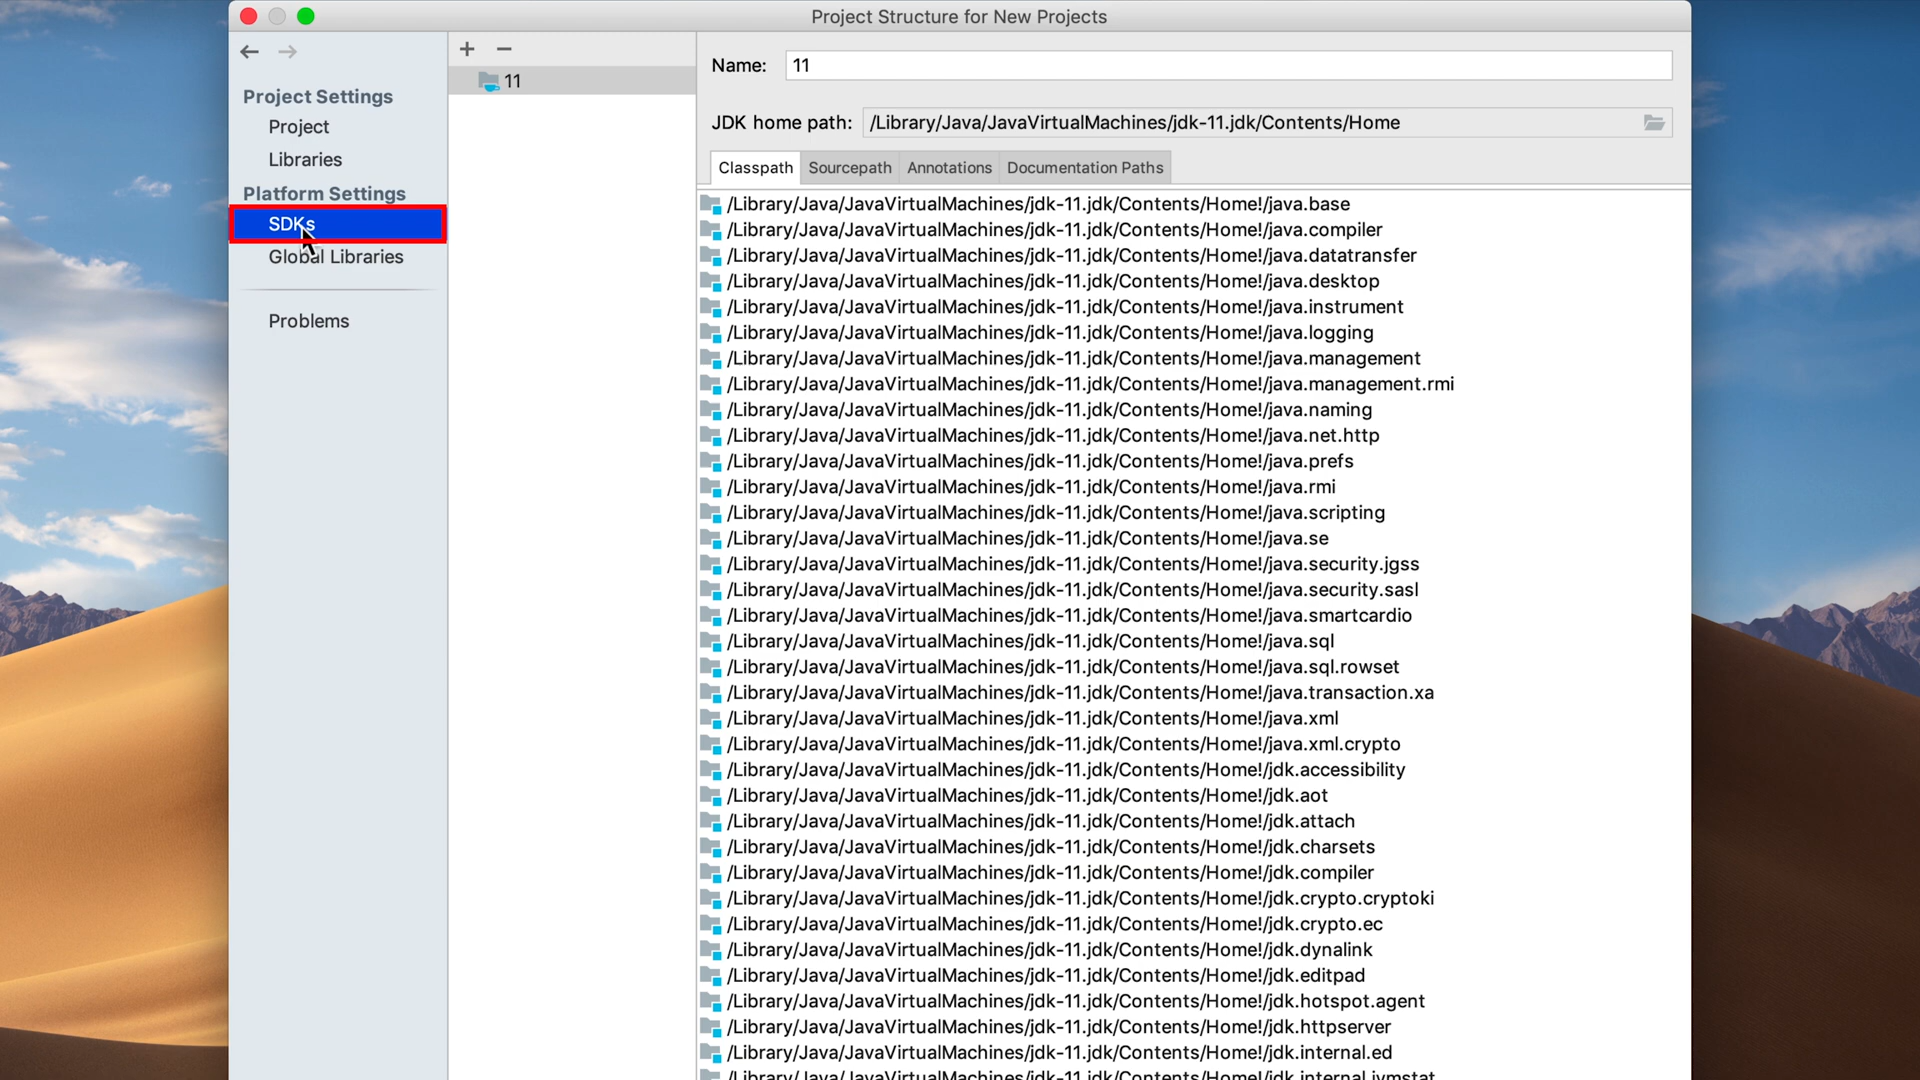 Project Structure for New Projects
Project Settings
Project
Libraries
Platform Settings
SDKs
Global Libraries
Problems
11
Name: 11
JDK home path: /Library/Java/JavaVirtualMachines/jdk-11.jdk/Contents/Home
Classpath Sourcepath Annotations Documentation Paths
/Library/Java/JavaVirtualMachines/jdk-11.jdk/Contents/Home!/java.base
/Library/Java/JavaVirtualMachines/jdk-11.jdk/Contents/Home!/java.compiler
/Library/Java/JavaVirtualMachines/jdk-11.jdk/Contents/Home!/java.datatransfer
/Library/Java/JavaVirtualMachines/jdk-11.jdk/Contents/Home!/java.desktop
/Library/Java/JavaVirtualMachines/jdk-11.jdk/Contents/Home!/java.instrument
/Library/Java/JavaVirtualMachines/jdk-11.jdk/Contents/Home!/java.logging
/Library/Java/JavaVirtualMachines/jdk-11.jdk/Contents/Home!/java.management
/Library/Java/JavaVirtualMachines/jdk-11.jdk/Contents/Home!/java.management.rmi
/Library/Java/JavaVirtualMachines/jdk-11.jdk/Contents/Home!/java.naming
/Library/Java/JavaVirtualMachines/jdk-11.jdk/Contents/Home!/java.net.http
/Library/Java/JavaVirtualMachines/jdk-11.jdk/Contents/Home!/java.prefs
/Library/Java/JavaVirtualMachines/jdk-11.jdk/Contents/Home!/java.rmi
/Library/Java/JavaVirtualMachines/jdk-11.jdk/Contents/Home!/java.scripting
/Library/Java/JavaVirtualMachines/jdk-11.jdk/Contents/Home!/java.se
/Library/Java/JavaVirtualMachines/jdk-11.jdk/Contents/Home!/java.security.jgss
/Library/Java/JavaVirtualMachines/jdk-11.jdk/Contents/Home!/java.security.sasl
/Library/Java/JavaVirtualMachines/jdk-11.jdk/Contents/Home!/java.smartcardio
/Library/Java/JavaVirtualMachines/jdk-11.jdk/Contents/Home!/java.sql
/Library/Java/JavaVirtualMachines/jdk-11.jdk/Contents/Home!/java.sql.rowset
/Library/Java/JavaVirtualMachines/jdk-11.jdk/Contents/Home!/java.transaction.xa
/Library/Java/JavaVirtualMachines/jdk-11.jdk/Contents/Home!/java.xml
/Library/Java/JavaVirtualMachines/jdk-11.jdk/Contents/Home!/java.xml.crypto
/Library/Java/JavaVirtualMachines/jdk-11.jdk/Contents/Home!/jdk.accessibility
/Library/Java/JavaVirtualMachines/jdk-11.jdk/Contents/Home!/jdk.aot
/Library/Java/JavaVirtualMachines/jdk-11.jdk/Contents/Home!/jdk.attach
/Library/Java/JavaVirtualMachines/jdk-11.jdk/Contents/Home!/jdk.charsets
/Library/Java/JavaVirtualMachines/jdk-11.jdk/Contents/Home!/jdk.compiler
/Library/Java/JavaVirtualMachines/jdk-11.jdk/Contents/Home!/jdk.crypto.cryptoki
/Library/Java/JavaVirtualMachines/jdk-11.jdk/Contents/Home!/jdk.crypto.ec
/Library/Java/JavaVirtualMachines/jdk-11.jdk/Contents/Home!/jdk.dynalink
/Library/Java/JavaVirtualMachines/jdk-11.jdk/Contents/Home!/jdk.editpad
/Library/Java/JavaVirtualMachines/jdk-11.jdk/Contents/Home!/jdk.hotspot.agent
/Library/Java/JavaVirtualMachines/jdk-11.jdk/Contents/Home!/jdk.httpserver
/Library/Java/JavaVirtualMachines/jdk-11.jdk/Contents/Home!/jdk.internal.ed
/Library/Java/JavaVirtualMachines/jdk-11.jdk/Contents/Home!/jdk.internal.jvmstat